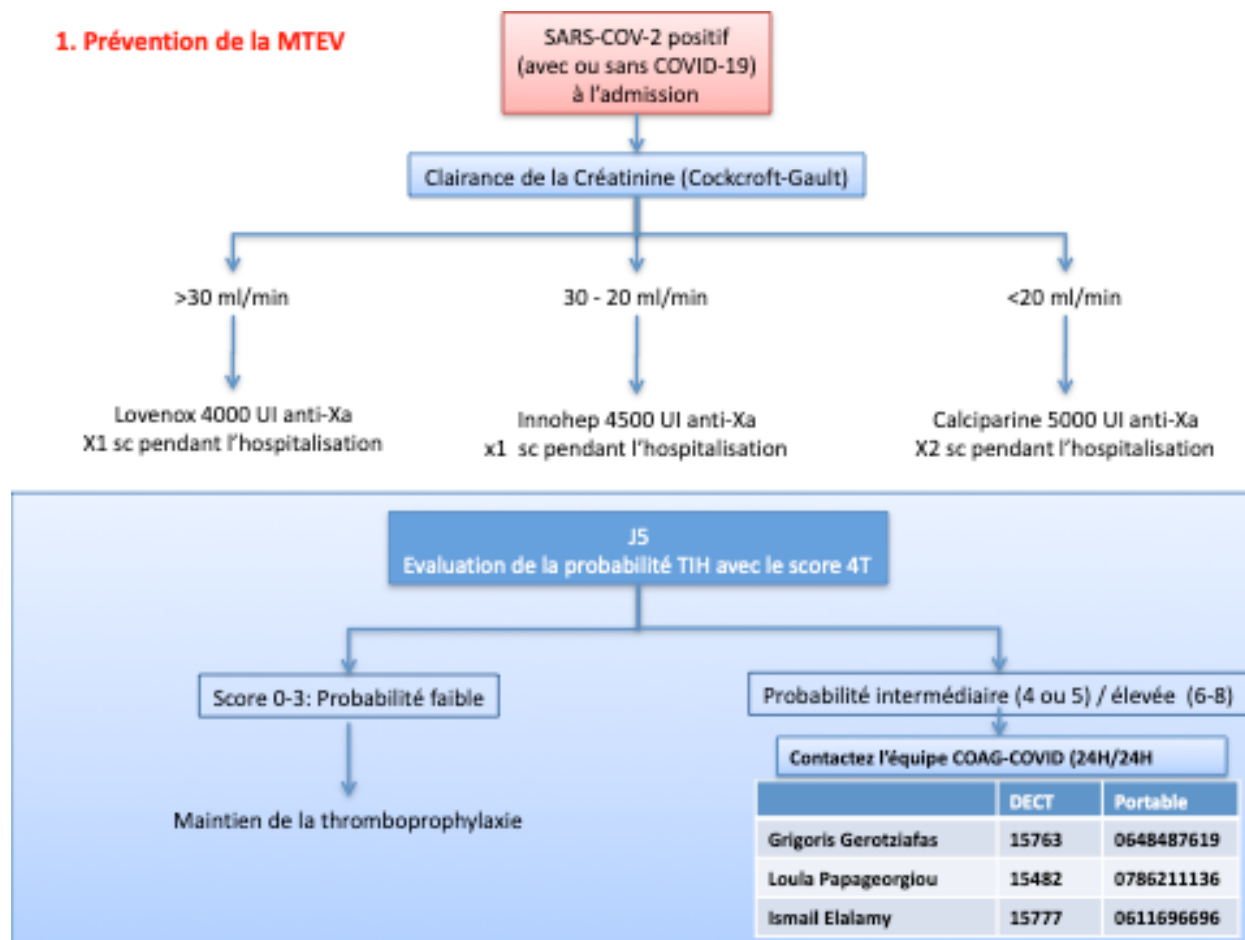 1. Prévention de la MTEV
SARS-COV-2 positif
(avec ou sans COVID-19)
à l'admission
Clairance de la Créatinine (Cockcroft-Gault)
>30 ml/min
30 - 20 ml/min
<20 ml/min
Lovenox 4000 UI anti-Xa
X1 sc pendant l'hospitalisation
Innohep 4500 UI anti-Xa
x1 sc pendant l'hospitalisation
Calciparine 5000 UI anti-Xa
X2 sc pendant l'hospitalisation
J5
Evaluation de la probabilité TIH avec le score 4T
Score 0-3: Probabilité faible
Probabilité intermédiaire (4 ou 5) / élevée (6-8)
Maintien de la thromboprophylaxie
Contactez l'équipe COAG-COVID (24H/24H
DECT Portable
Grigoris Gerotziafas 15763 0648487619
Loula Papageorgiou 15482 0786211136
Ismail Elalamy 15777 0611696696